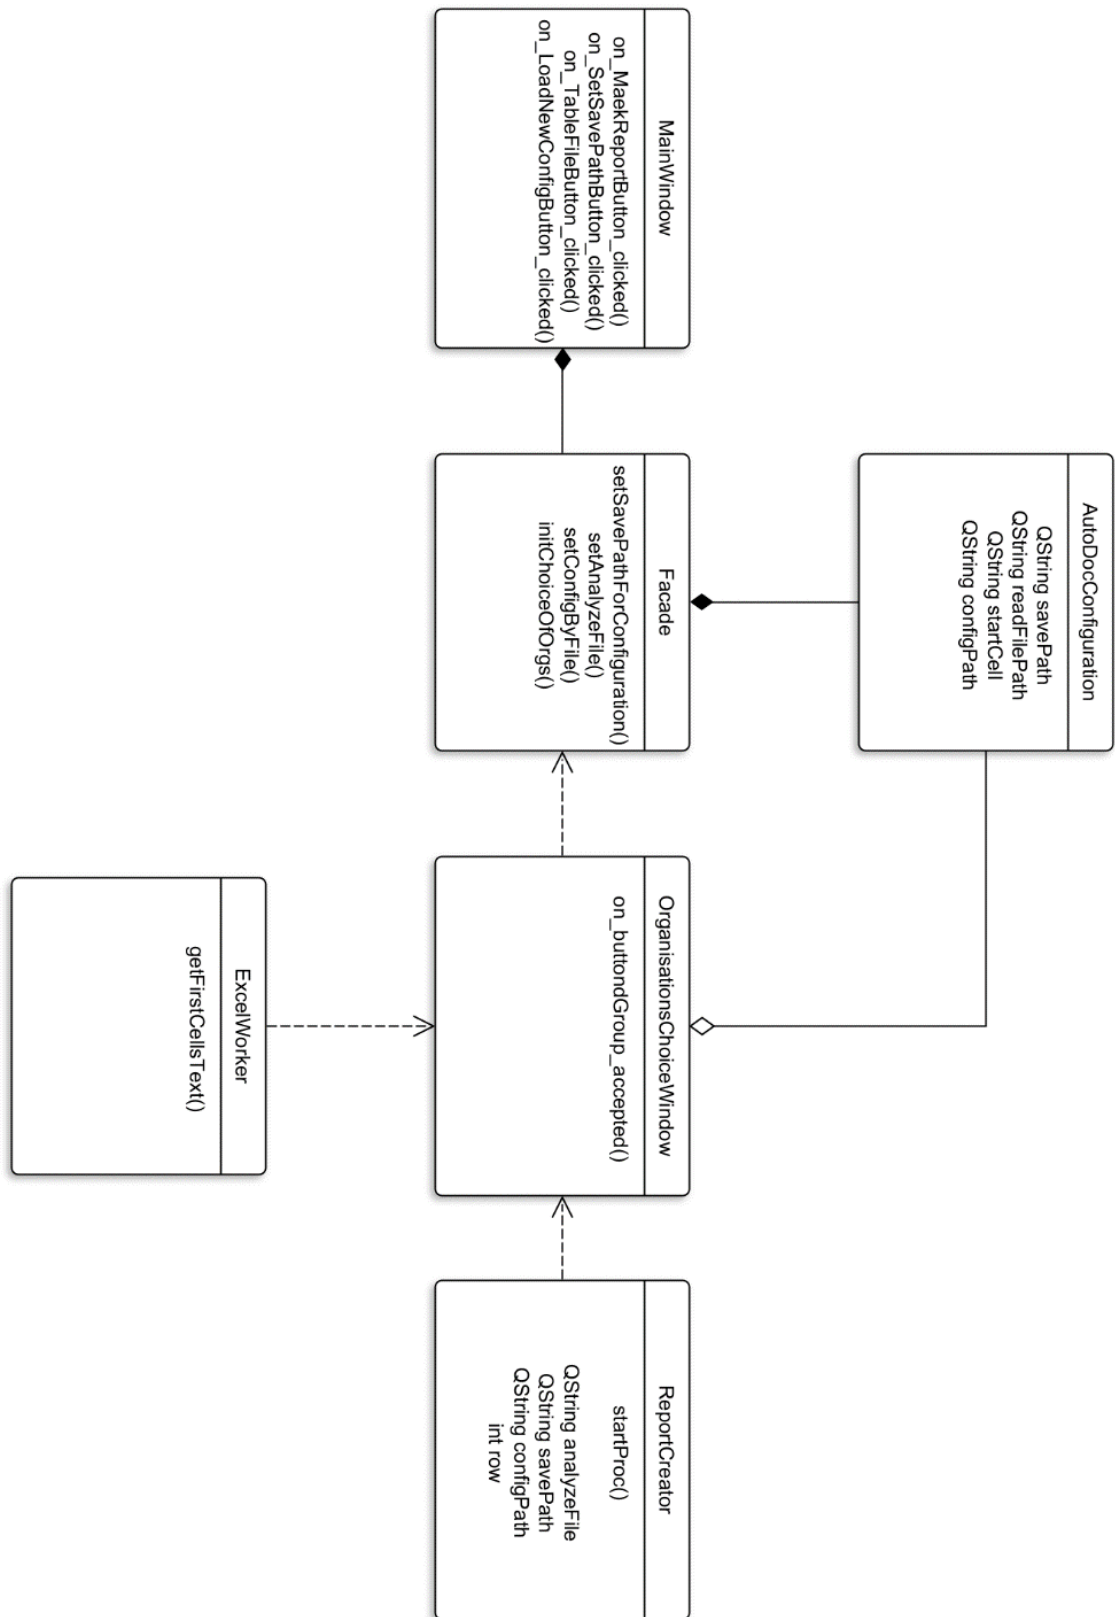 AutoDocConfiguration
QString savePath
QString readFilePath
QString startCell
QString configPath
MainWindow
on_MaekReportButton_clicked()
on_SetSavePathButton_clicked()
on_TableFileButton_clicked()
on_LoadNewConfigButton_clicked()
Facade
setSavePathForConfiguration()
setAnalyzeFile()
setConfigByFile()
initChoiceOfOrgs()
OrganisationsChoiceWindow
on_buttondGroup_accepted()
ReportCreator
startProc()
QString analyzeFile
QString savePath
QString configPath
int row
ExcelWorker
getFirstCellsText()